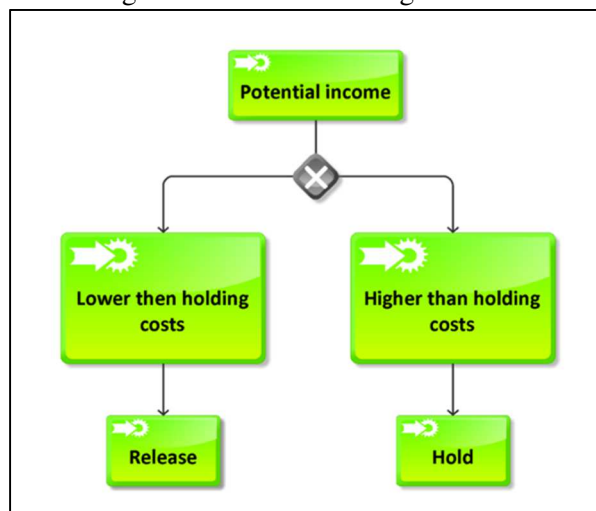 Potential income
Lower then holding
costs
Higher than holding
costs
Release
Hold